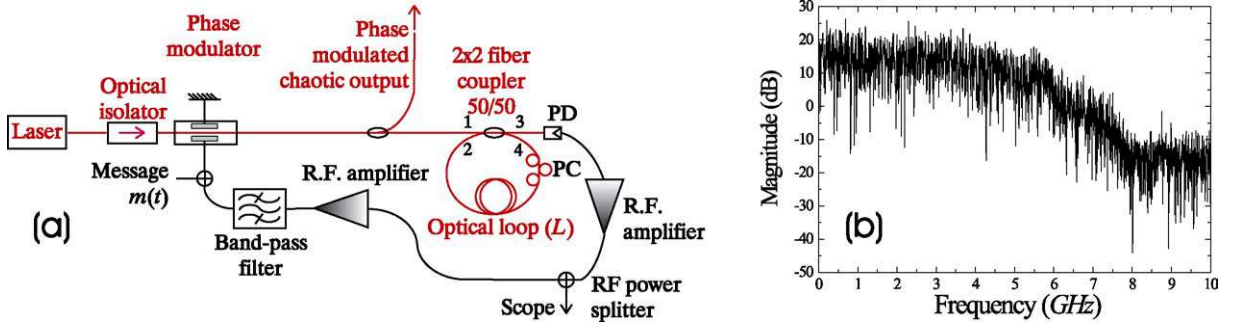 Phase
modulator
Phase
modulated
chaotic output
2x2 fiber
coupler
50/50
Optical
isolator
Laser
1
3
2
4
PD
PC
Message
m(t)
R.F. amplifier
Optical loop (L)
R.F.
amplifier
Band-pass
filter
RF power
splitter
Scope
(a)
30
20
10
0
-10
-20
-30
-40
-50
Magnitude (dB)
0 1 2 3 4 5 6 7 8 9 10
Frequency (GHz)
(b)